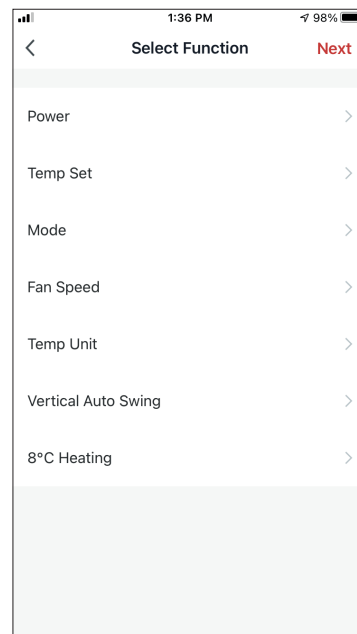 1:36 PM 98%
Select Function Next
Power
Temp Set
Mode
Fan Speed
Temp Unit
Vertical Auto Swing
8°C Heating